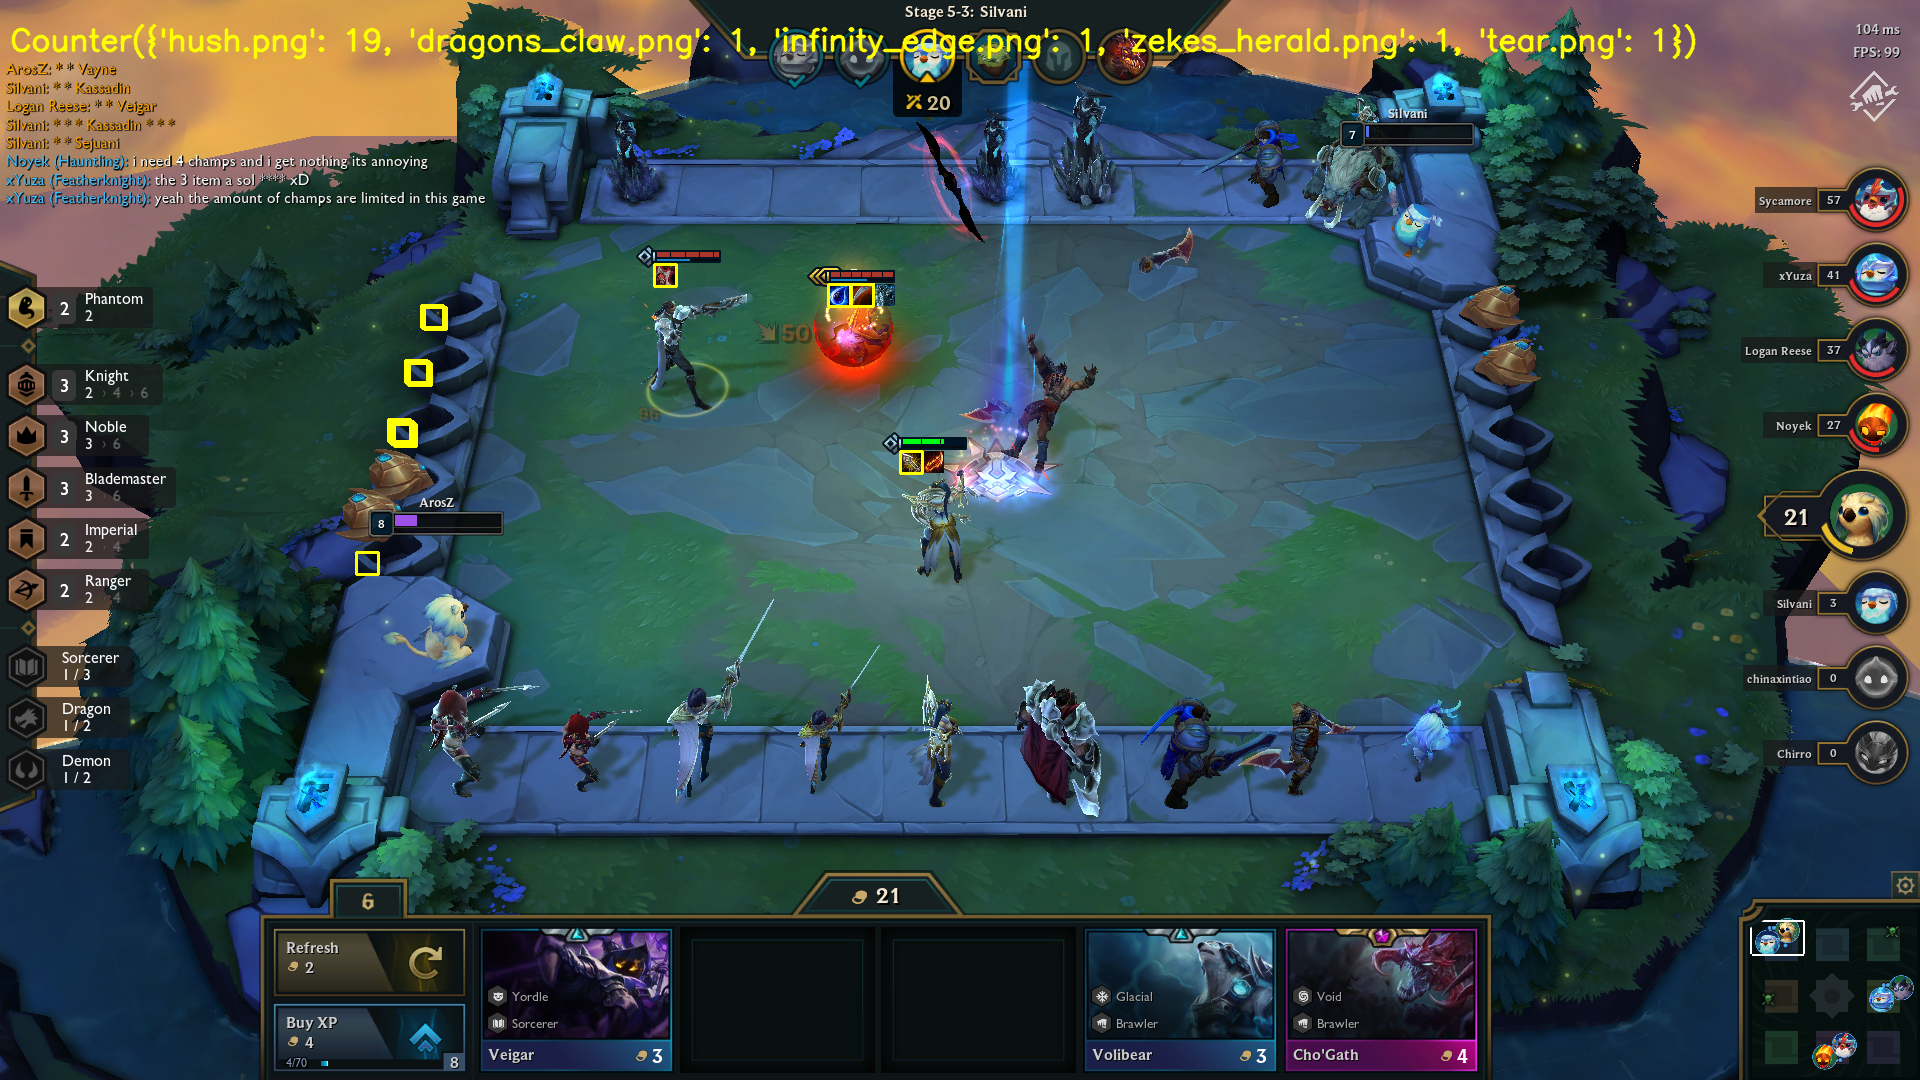 Stage 5-3: Silvani
Counter({'hush.png': 19, 'dragons_claw.png': 1, 'infinity_edge.png': 1, 'zekes_herald.png': 1, 'tear.png': 1})
104 ms
FPS: 99
ArosZ: * * Vayne
Silvani: * * Kassadin
Logan Reese: * * Veigar
Silvani: * * * Kassadin * * *
Silvani: * * Sejuani
Noyek (Hauntling): i need 4 champs and i get nothing its annoying
xYuza (Featherknight): the 3 item a sol **** xD
xYuza (Featherknight): yeah the amount of champs are limited in this game
20
Silvani
7
Sycamore 57
xYuza 41
Logan Reese 37
Noyek 27
21
Silvani 3
chinaxintiao 0
Chirro 0
2 Phantom
2
3 Knight
2 › 4 › 6
3 Noble
3 › 6
3 Blademaster
3 › 6
2 Imperial
2 › 4
2 Ranger
2 › 4
Sorcerer
1 / 3
Dragon
1 / 2
Demon
1 / 2
50
96
ArosZ
8
6
21
Refresh
2
Buy XP
4
4/70
8
Yordle
Sorcerer
Veigar 3
Glacial
Brawler
Volibear 3
Void
Brawler
Cho'Gath 4